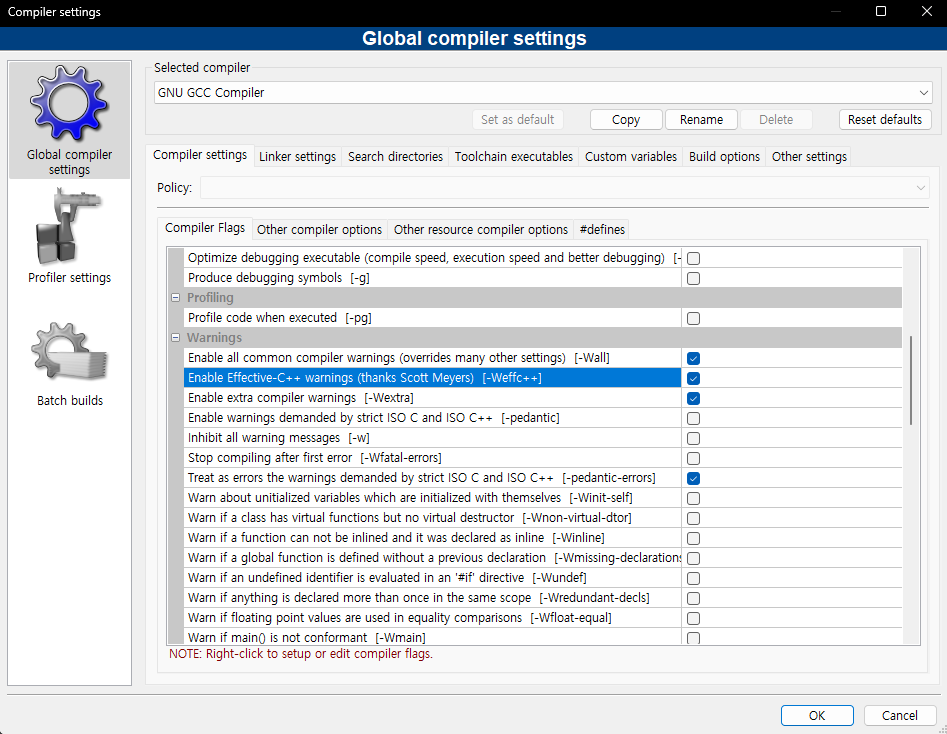 Compiler settings
Global compiler settings
Global compiler
settings
Profiler settings
Batch builds
Selected compiler
GNU GCC Compiler
Set as default
Copy
Rename
Delete
Reset defaults
Compiler settings
Linker settings
Search directories
Toolchain executables
Custom variables
Build options
Other settings
Policy:
Compiler Flags
Other compiler options
Other resource compiler options
#defines
Optimize debugging executable (compile speed, execution speed and better debugging) [-
Produce debugging symbols [-g]
Profiling
Profile code when executed [-pg]
Warnings
Enable all common compiler warnings (overrides many other settings) [-Wall]
Enable Effective-C++ warnings (thanks Scott Meyers) [-Weffc++]
Enable extra compiler warnings [-Wextra]
Enable warnings demanded by strict ISO C and ISO C++ [-pedantic]
Inhibit all warning messages [-w]
Stop compiling after first error [-Wfatal-errors]
Treat as errors the warnings demanded by strict ISO C and ISO C++ [-pedantic-errors]
Warn about unitialized variables which are initialized with themselves [-Winit-self]
Warn if a class has virtual functions but no virtual destructor [-Wnon-virtual-dtor]
Warn if a function can not be inlined and it was declared as inline [-Winline]
Warn if a global function is defined without a previous declaration [-Wmissing-declarations
Warn if an undefined identifier is evaluated in an '#if' directive [-Wundef]
Warn if anything is declared more than once in the same scope [-Wredundant-decls]
Warn if floating point values are used in equality comparisons [-Wfloat-equal]
Warn if main() is not conformant [-Wmain]
NOTE: Right-click to setup or edit compiler flags.
OK
Cancel